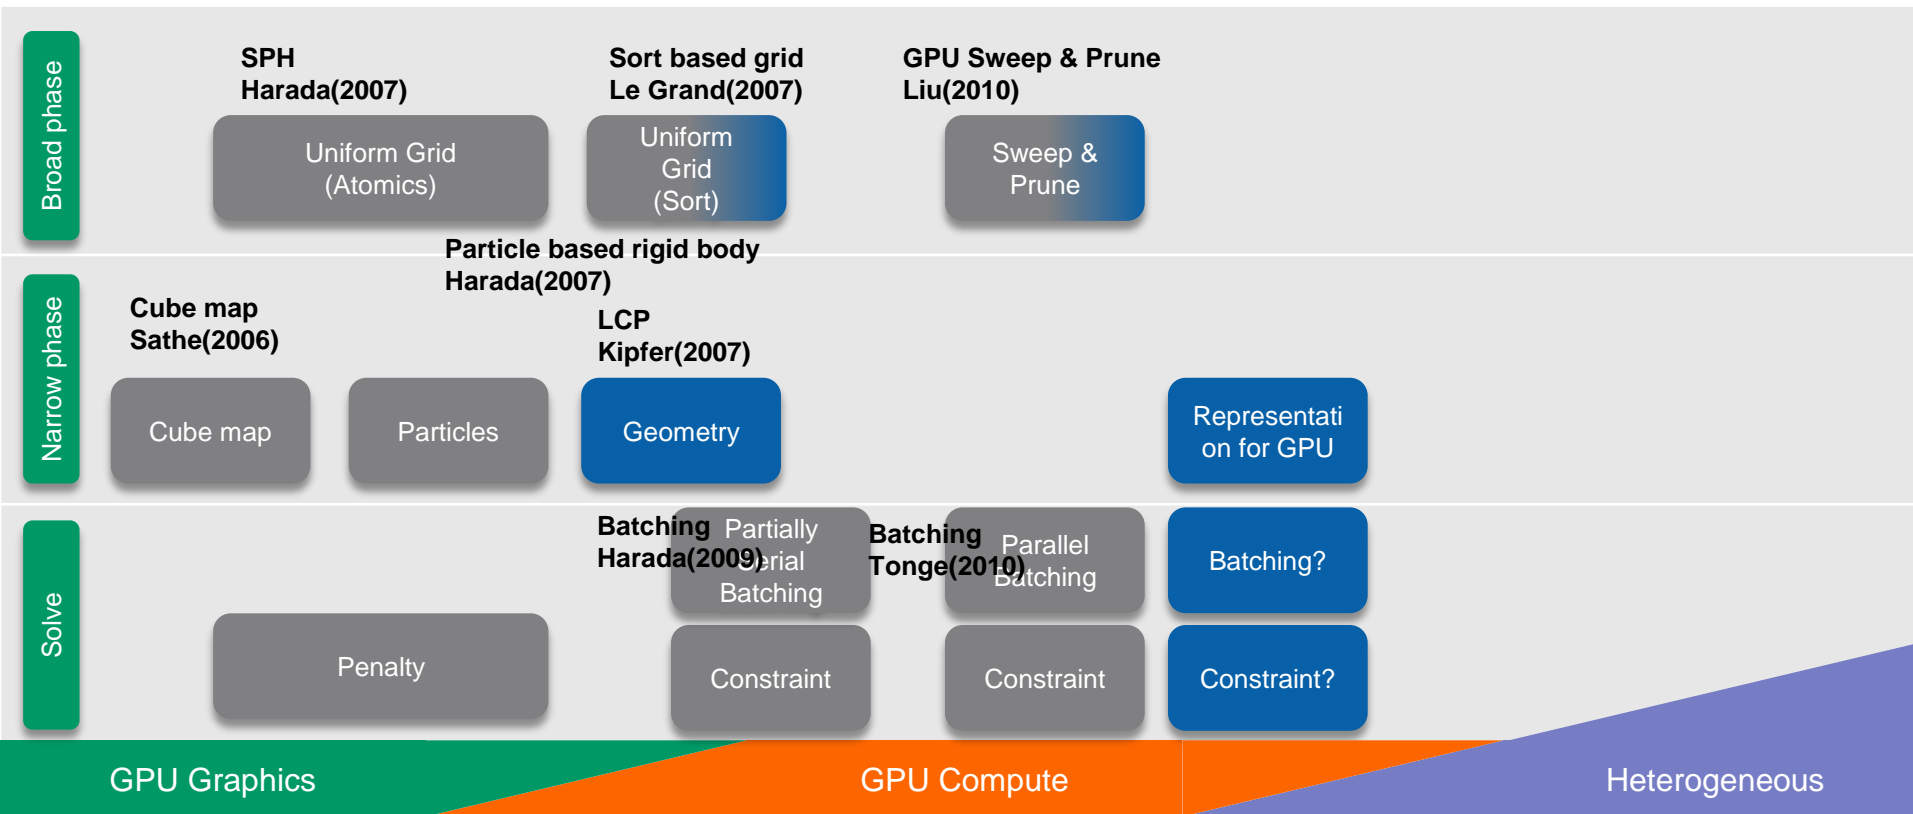 Broad phase
SPH
Harada(2007)
Sort based grid
Le Grand(2007)
GPU Sweep & Prune
Liu(2010)
Uniform Grid
(Atomics)
Uniform
Grid
(Sort)
Sweep &
Prune
Particle based rigid body
Harada(2007)
Narrow phase
Cube map
Sathe(2006)
LCP
Kipfer(2007)
Cube map
Particles
Geometry
Representati
on for GPU
Solve
Batching
Harada(2009)
Partially
Serial
Batching
Batching
Tonge(2010)
Parallel
Batching
Batching?
Penalty
Constraint
Constraint
Constraint?
GPU Graphics
GPU Compute
Heterogeneous